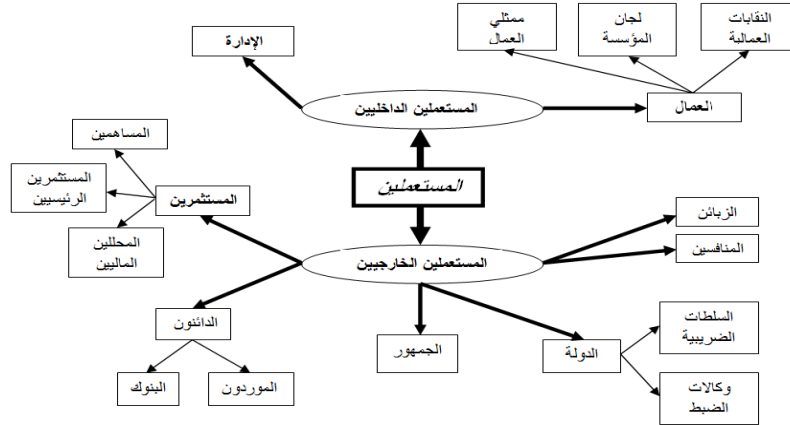 ممثلي
العمال
لجان
المؤسسة
النقابات
العمالية
الإدارة
المستعملين الداخليين
العمال
المساهمين
المستثمرين
الرئيسيين
المستثمرين
المحللين
الماليين
المستعملين
الزبائن
المنافسين
المستعملين الخارجيين
الدائنون
البنوك
الموردون
الجمهور
الدولة
السلطات
الضريبية
وكالات
الضبط